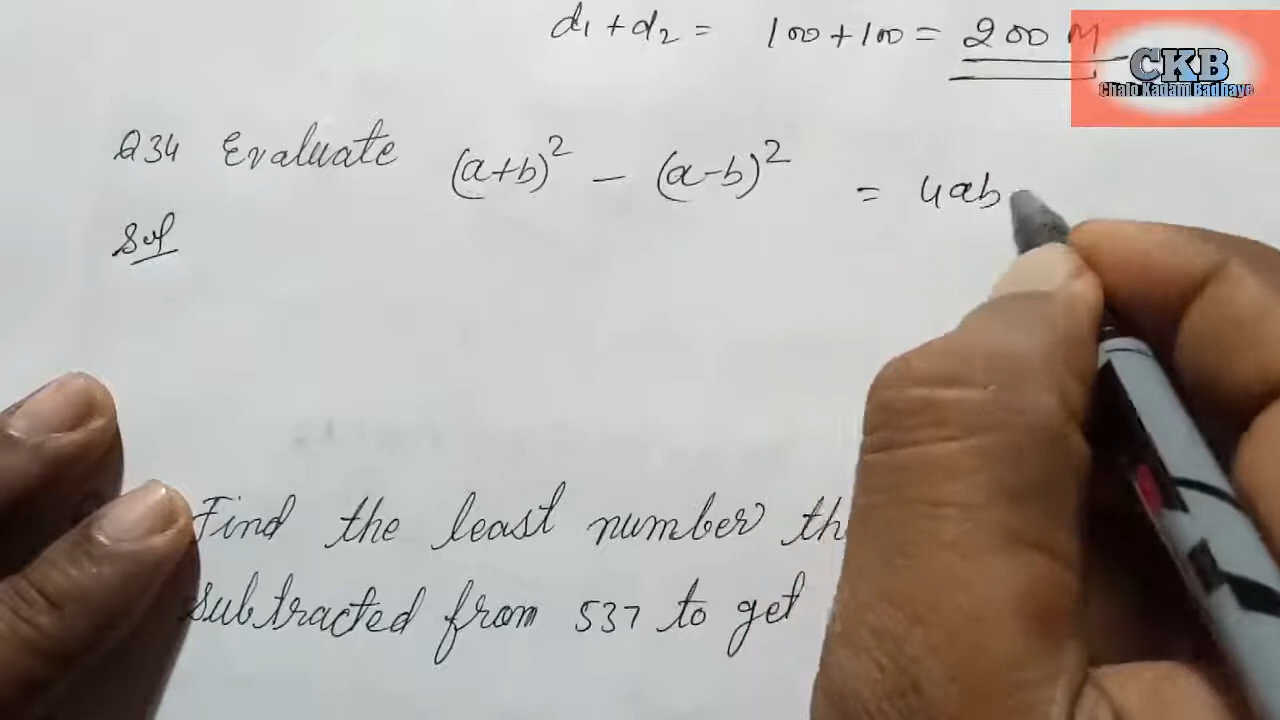 d₁ + d₂ = 100 + 100 = 200 M
CKB
Chalo Kadam Badhaye
Q34 Evaluate (a+b)² - (a-b)² = 4ab
Sol
Find the least number
subtracted from 537 to get